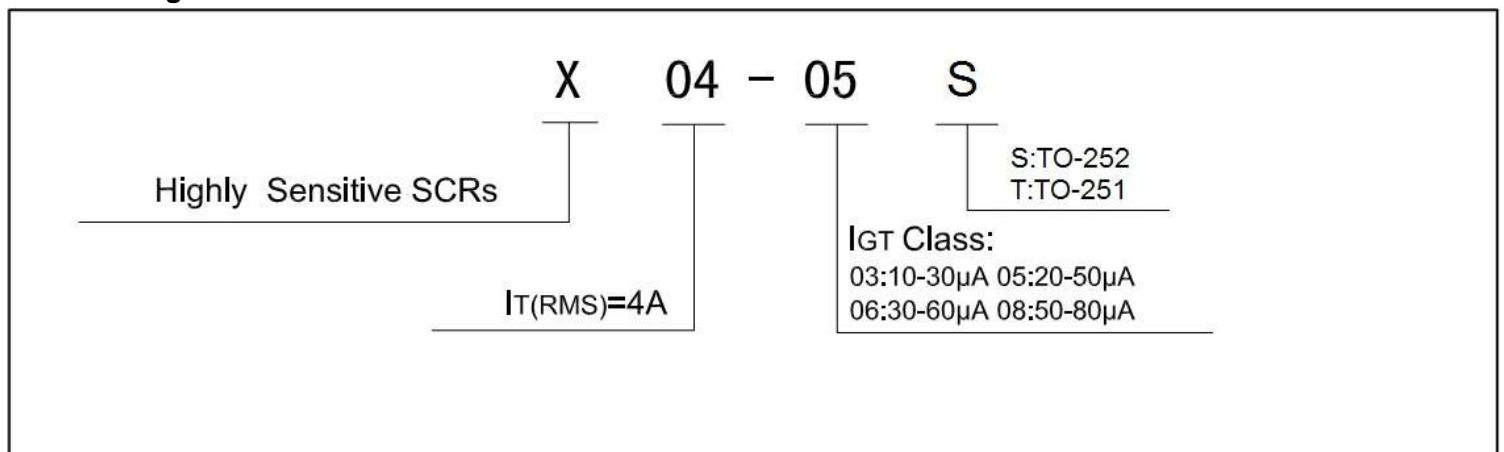 X 04 - 05 S
S:TO-252
T:TO-251
Highly Sensitive SCRs
IGT Class:
03:10-30µA 05:20-50µA
06:30-60µA 08:50-80µA
IT(RMS)=4A